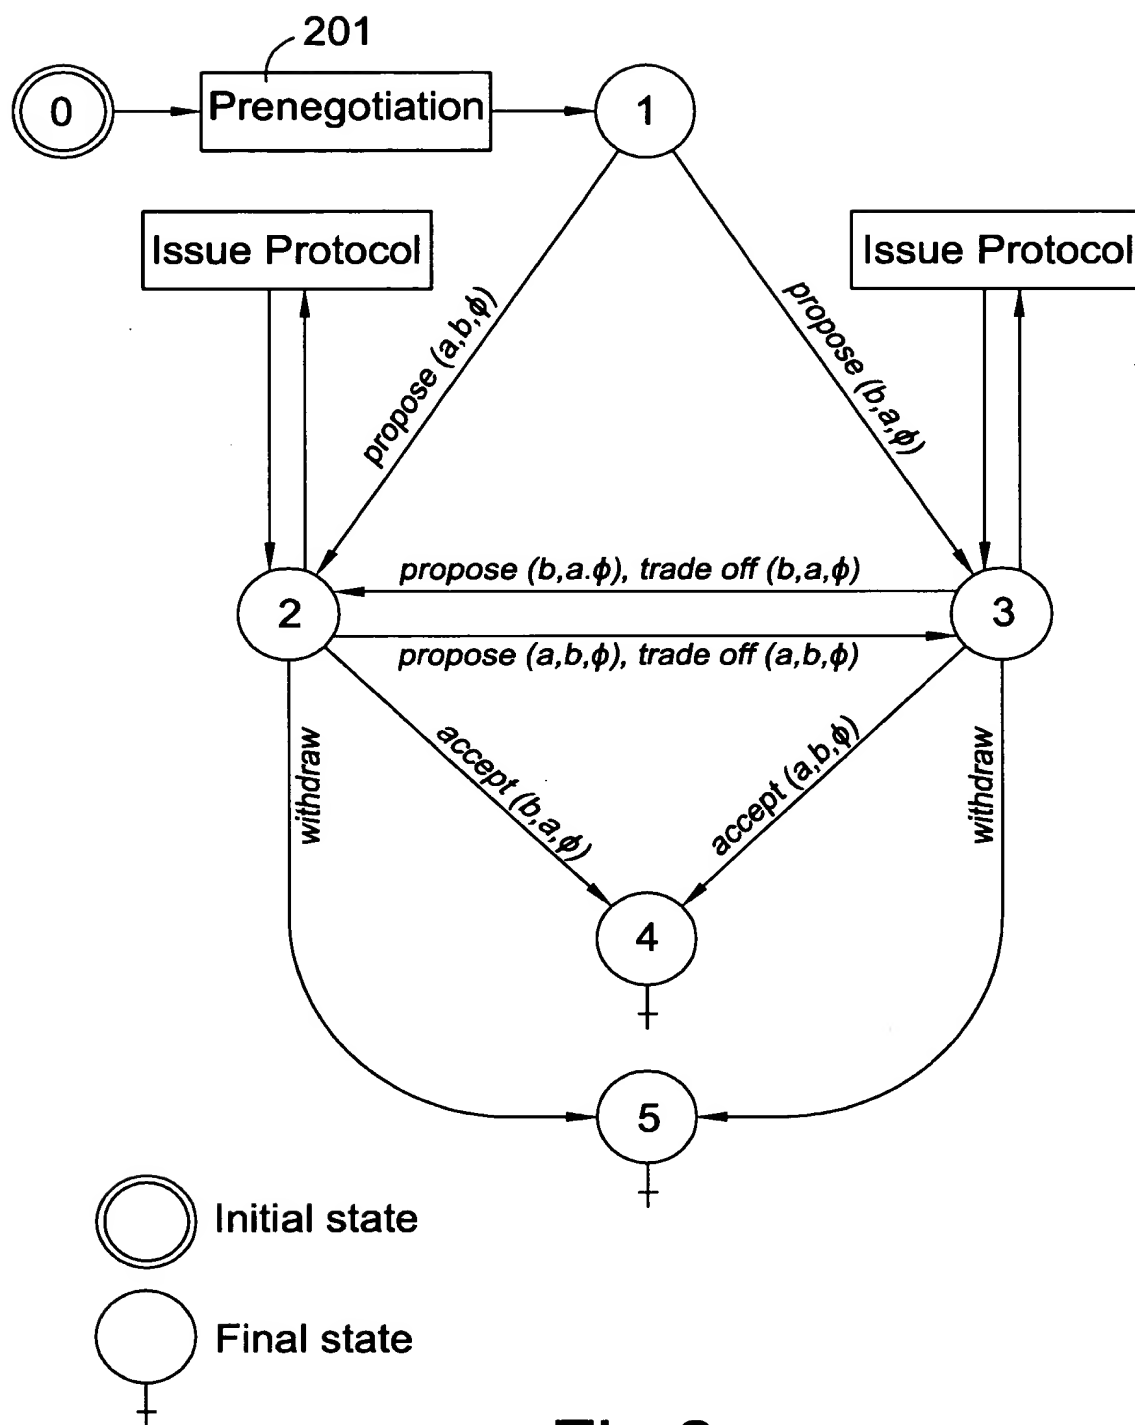 201
0
Prenegotiation
1
Issue Protocol
Issue Protocol
propose (a,b,ϕ)
propose (b,a,ϕ)
propose (b,a.ϕ), trade off (b,a,ϕ)
2
3
propose (a,b,ϕ), trade off (a,b,ϕ)
withdraw
accept (b,a,ϕ)
accept (a,b,ϕ)
withdraw
4
5
Initial state
Final state